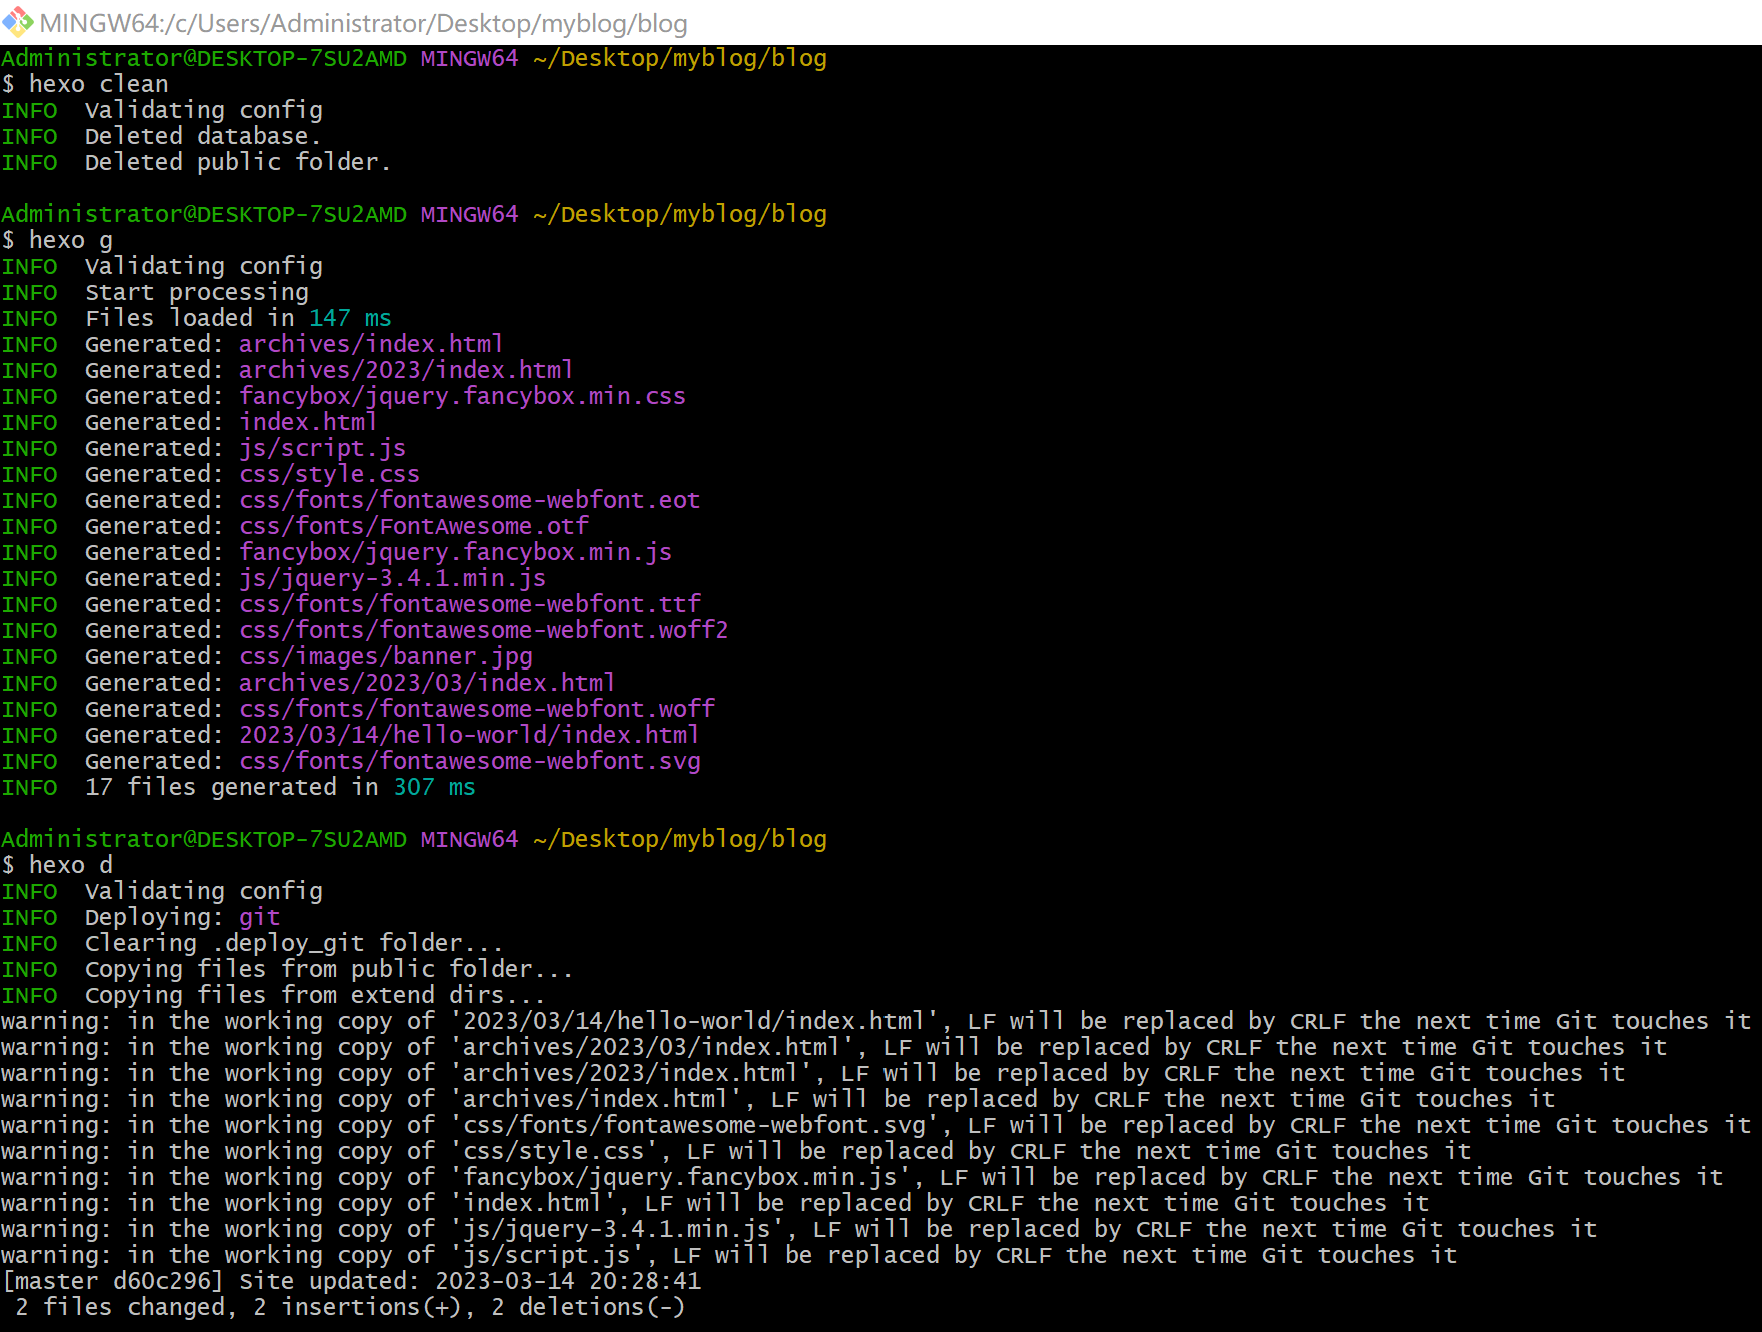 MINGW64:/c/Users/Administrator/Desktop/myblog/blog
Administrator@DESKTOP-7SU2AMD MINGW64 ~/Desktop/myblog/blog
$ hexo clean
INFO  Validating config
INFO  Deleted database.
INFO  Deleted public folder.
Administrator@DESKTOP-7SU2AMD MINGW64 ~/Desktop/myblog/blog
$ hexo g
INFO  Validating config
INFO  Start processing
INFO  Files loaded in 147 ms
INFO  Generated: archives/index.html
INFO  Generated: archives/2023/index.html
INFO  Generated: fancybox/jquery.fancybox.min.css
INFO  Generated: index.html
INFO  Generated: js/script.js
INFO  Generated: css/style.css
INFO  Generated: css/fonts/fontawesome-webfont.eot
INFO  Generated: css/fonts/FontAwesome.otf
INFO  Generated: fancybox/jquery.fancybox.min.js
INFO  Generated: js/jquery-3.4.1.min.js
INFO  Generated: css/fonts/fontawesome-webfont.ttf
INFO  Generated: css/fonts/fontawesome-webfont.woff2
INFO  Generated: css/images/banner.jpg
INFO  Generated: archives/2023/03/index.html
INFO  Generated: css/fonts/fontawesome-webfont.woff
INFO  Generated: 2023/03/14/hello-world/index.html
INFO  Generated: css/fonts/fontawesome-webfont.svg
INFO  17 files generated in 307 ms
Administrator@DESKTOP-7SU2AMD MINGW64 ~/Desktop/myblog/blog
$ hexo d
INFO  Validating config
INFO  Deploying: git
INFO  Clearing .deploy_git folder...
INFO  Copying files from public folder...
INFO  Copying files from extend dirs...
warning: in the working copy of '2023/03/14/hello-world/index.html', LF will be replaced by CRLF the next time Git touches it
warning: in the working copy of 'archives/2023/03/index.html', LF will be replaced by CRLF the next time Git touches it
warning: in the working copy of 'archives/2023/index.html', LF will be replaced by CRLF the next time Git touches it
warning: in the working copy of 'archives/index.html', LF will be replaced by CRLF the next time Git touches it
warning: in the working copy of 'css/fonts/fontawesome-webfont.svg', LF will be replaced by CRLF the next time Git touches it
warning: in the working copy of 'css/style.css', LF will be replaced by CRLF the next time Git touches it
warning: in the working copy of 'fancybox/jquery.fancybox.min.js', LF will be replaced by CRLF the next time Git touches it
warning: in the working copy of 'index.html', LF will be replaced by CRLF the next time Git touches it
warning: in the working copy of 'js/jquery-3.4.1.min.js', LF will be replaced by CRLF the next time Git touches it
warning: in the working copy of 'js/script.js', LF will be replaced by CRLF the next time Git touches it
[master d60c296] Site updated: 2023-03-14 20:28:41
 2 files changed, 2 insertions(+), 2 deletions(-)